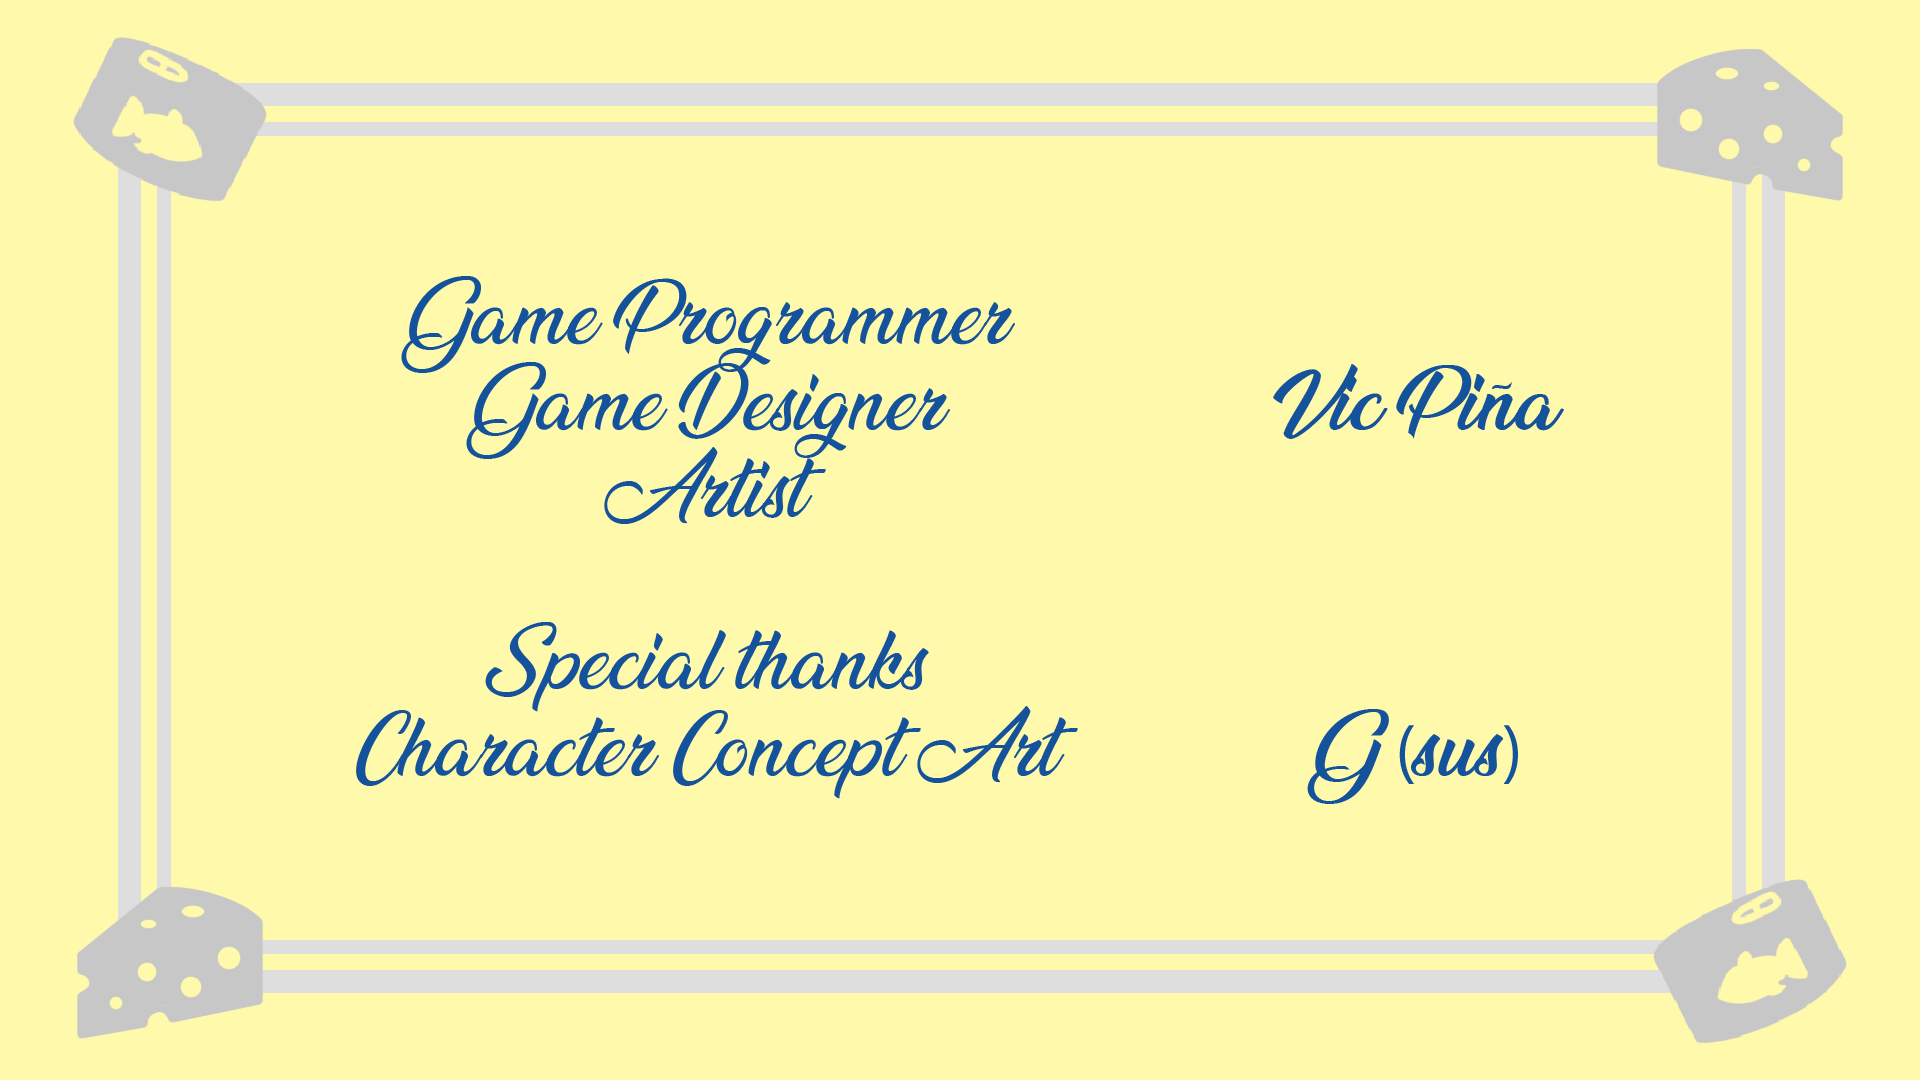 Game Programmer
Game Designer
Artist
Vic Piña
Special thanks
Character Concept Art
G (sus)